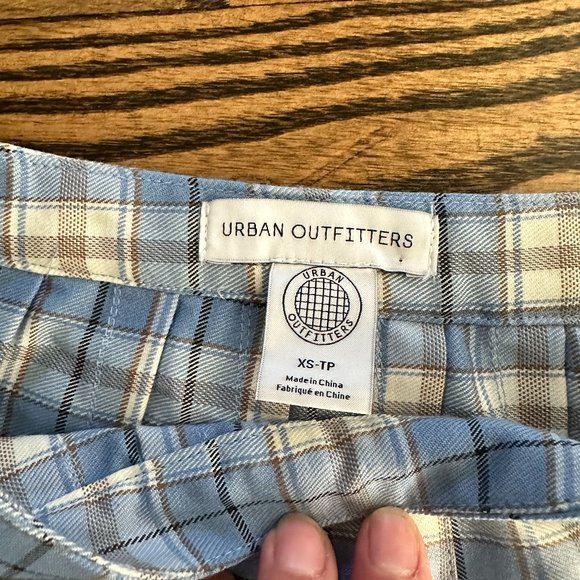 URBAN OUTFITTERS
URBAN
OUTFITTERS
XS-TP
Made in China
Fabriqué en Chine